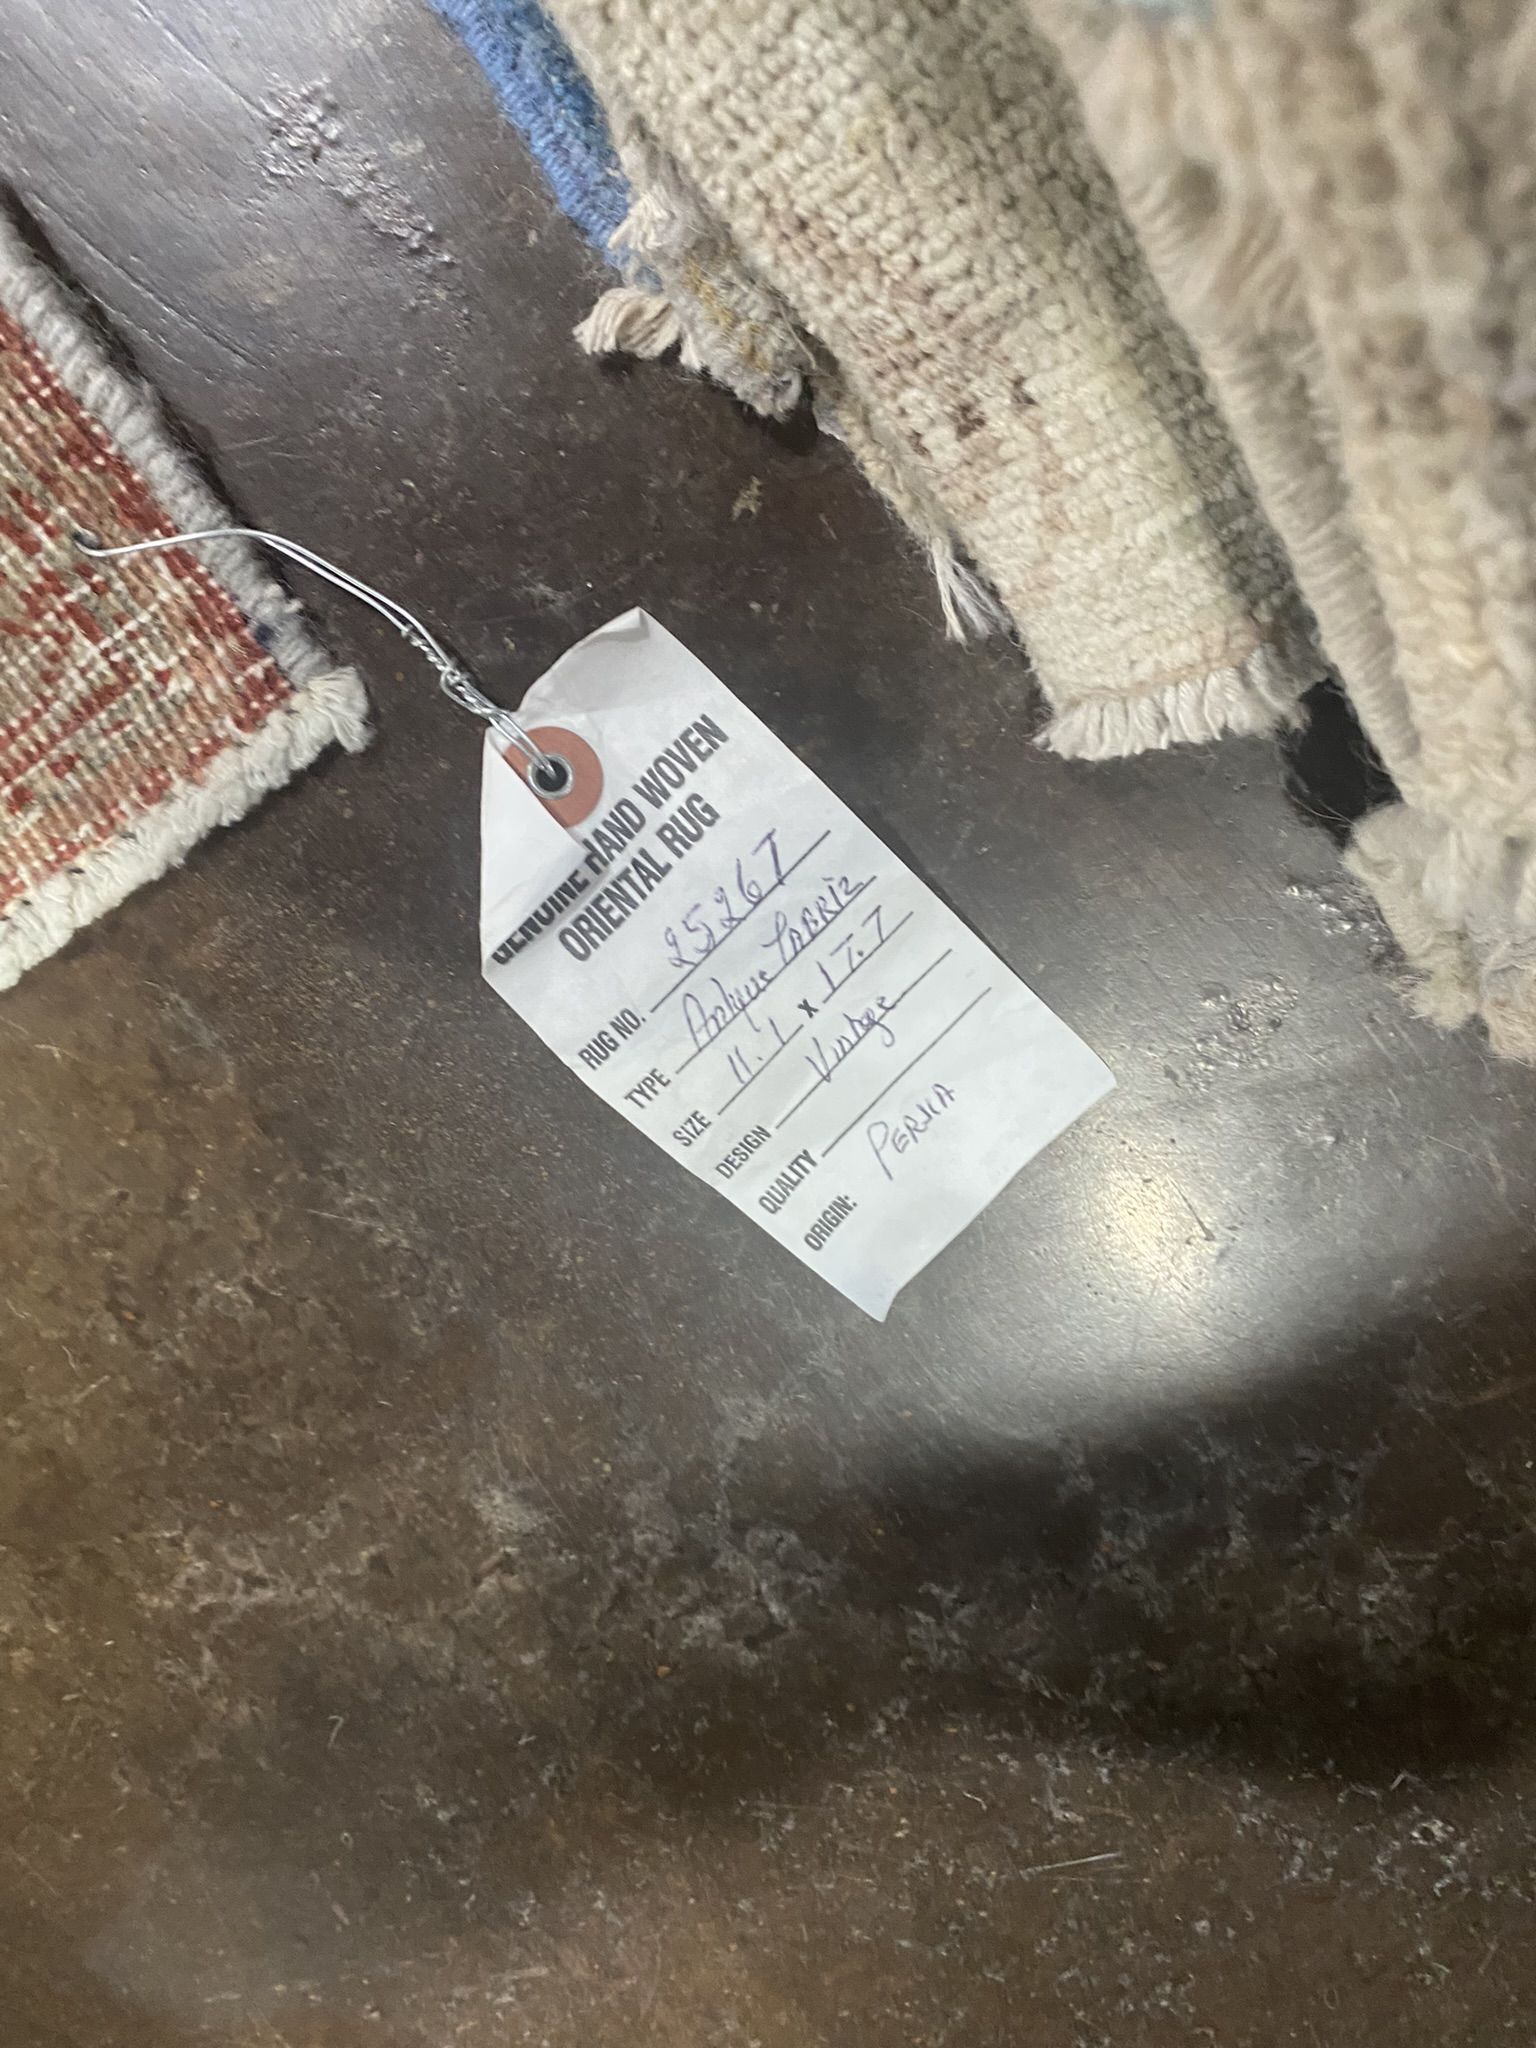 GENUINE HAND WOVEN
ORIENTAL RUG
RUG NO. 25267
TYPE Antique TABRIZ
SIZE 11.'1 x 17.7
DESIGN Vintage
QUALITY
ORIGIN: PERSIA